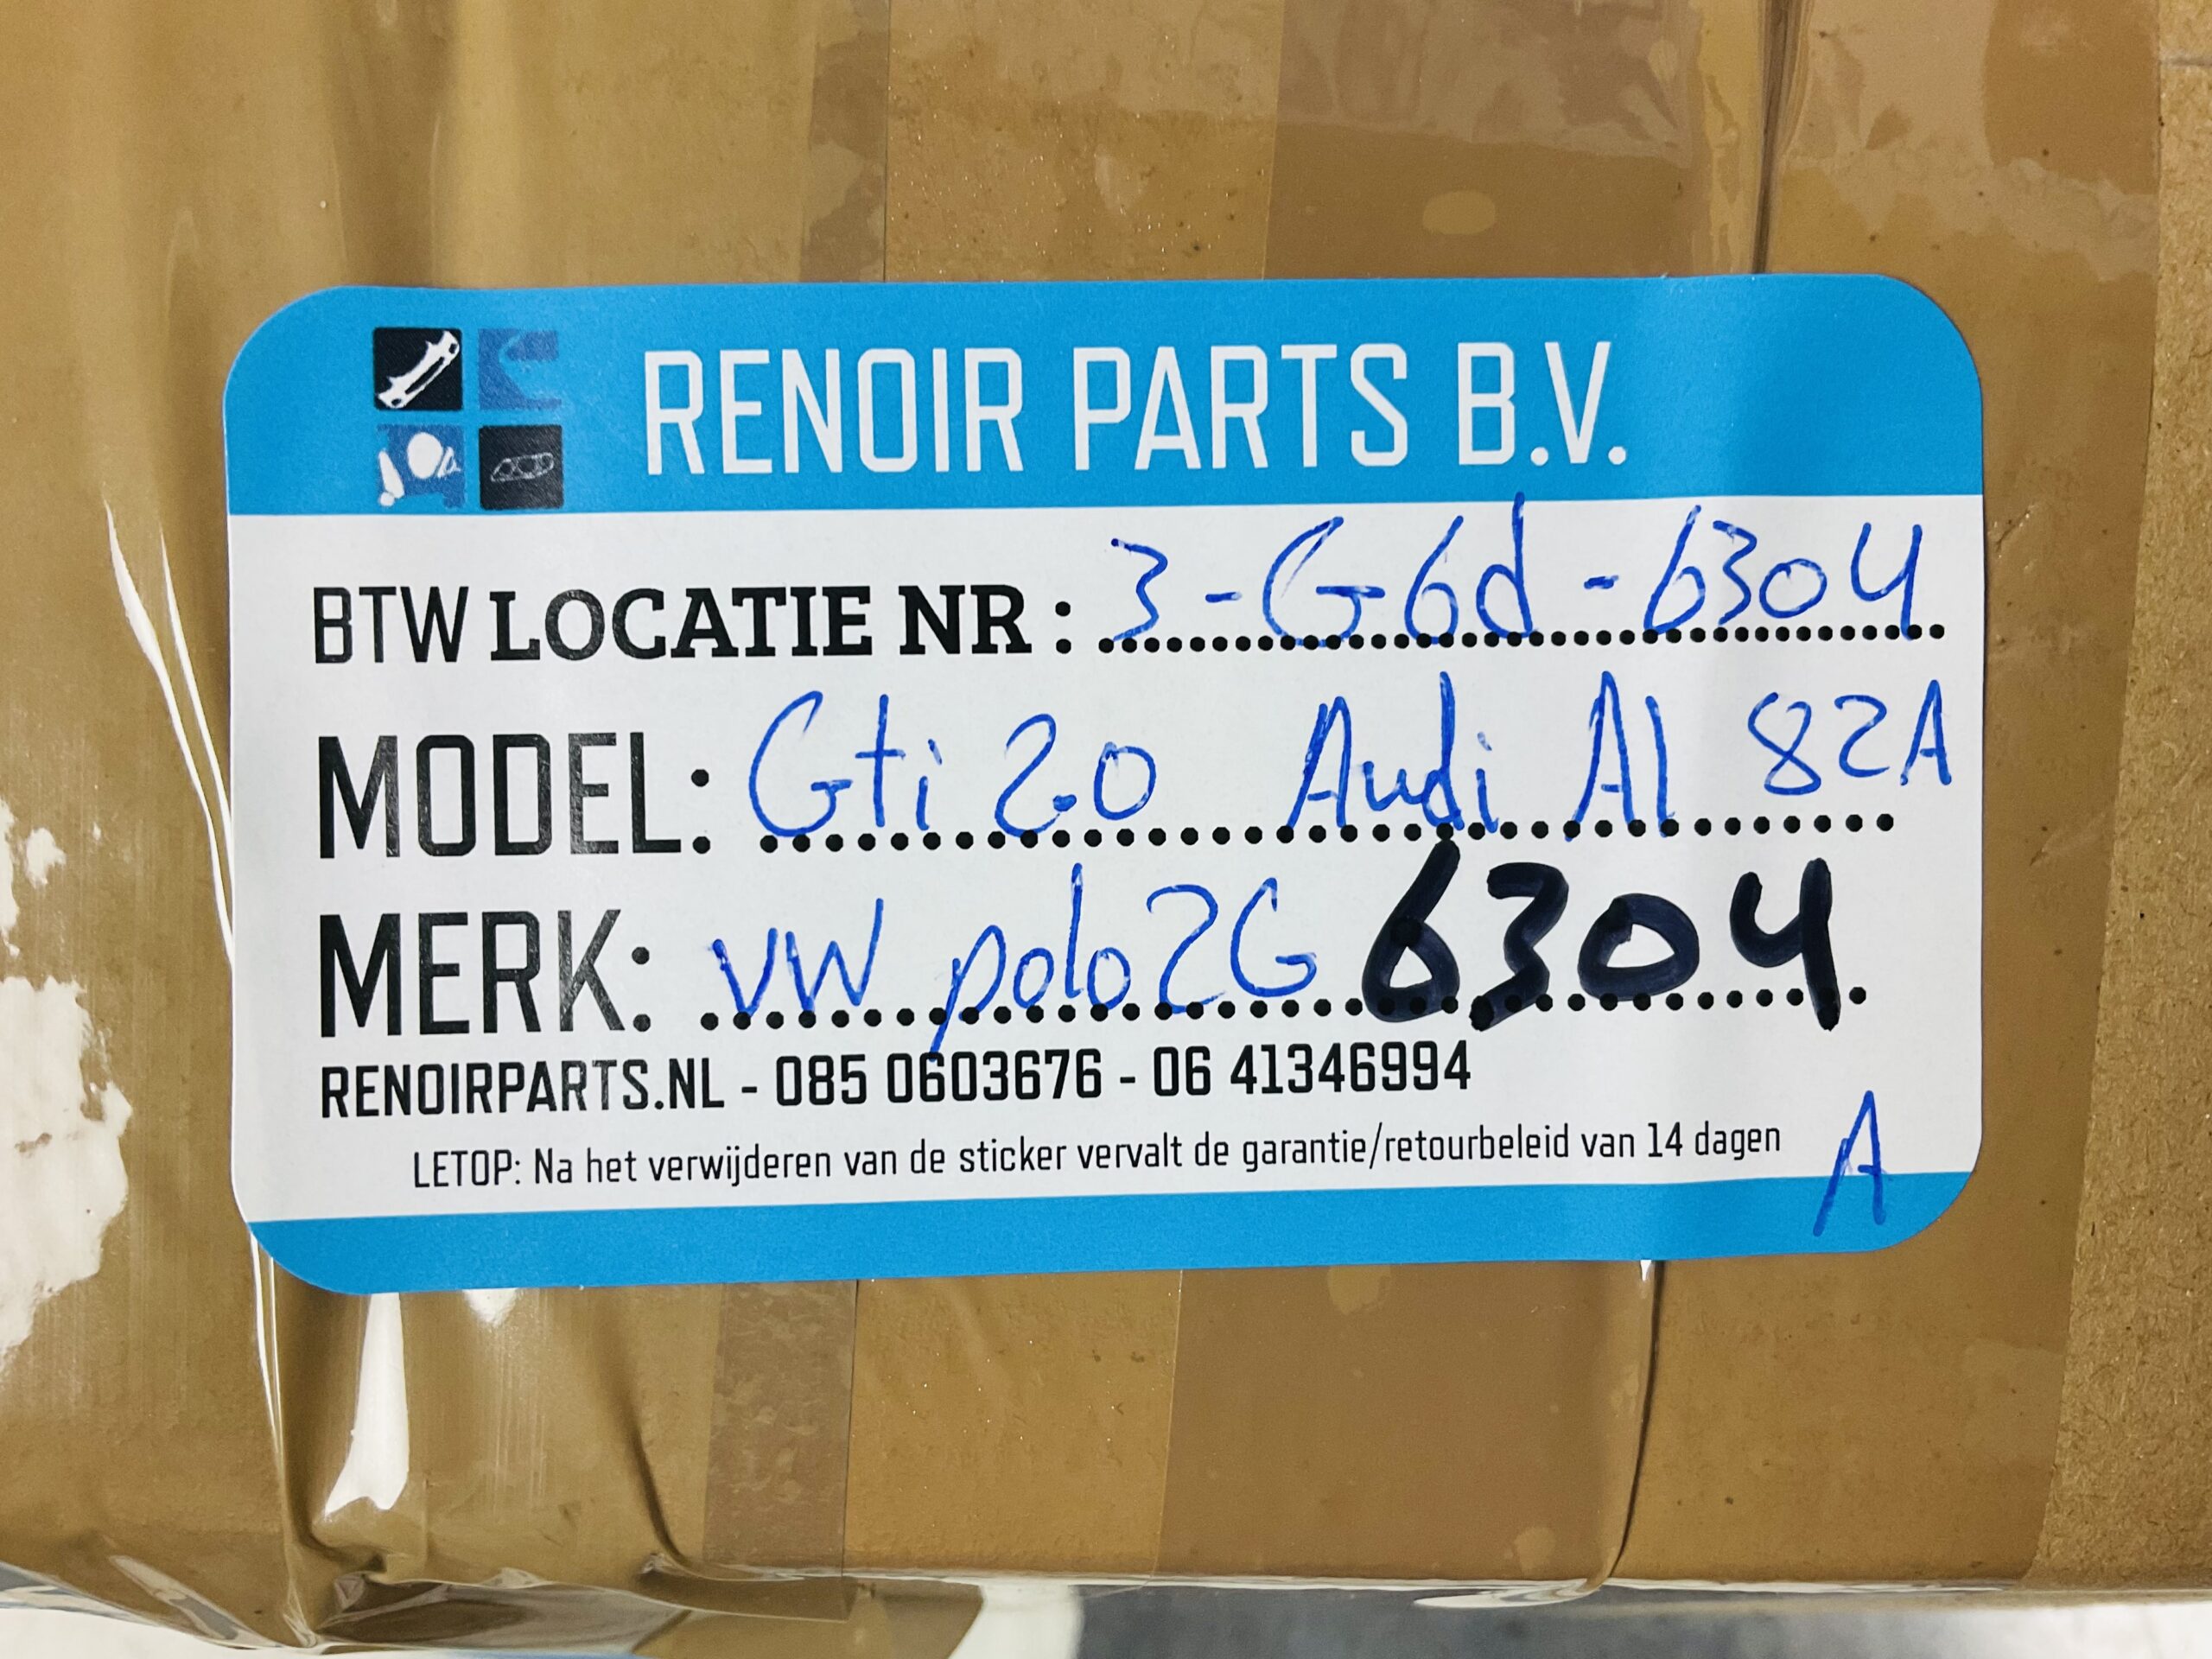 RENOIR PARTS B.V.
BTW LOCATIE NR : 3-G6d-6304
MODEL: Gti 2.0 Audi A1 82A
MERK: VW polo 2G 6304
RENOIRPARTS.NL - 085 0603676 - 06 41346994
LETOP: Na het verwijderen van de sticker vervalt de garantie/retourbeleid van 14 dagen
A